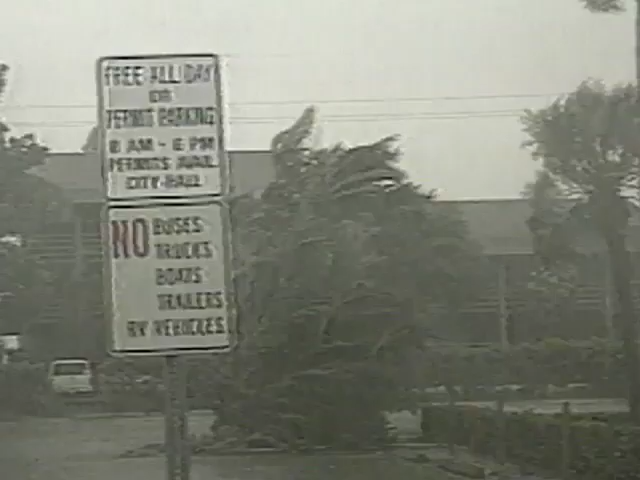 FREE ALL DAY
OR
PERMIT PARKING
8 AM - 6 PM
PERMITS AVAIL.
CITY HALL
NO BUSES
TRUCKS
BOATS
TRAILERS
RV VEHICLES